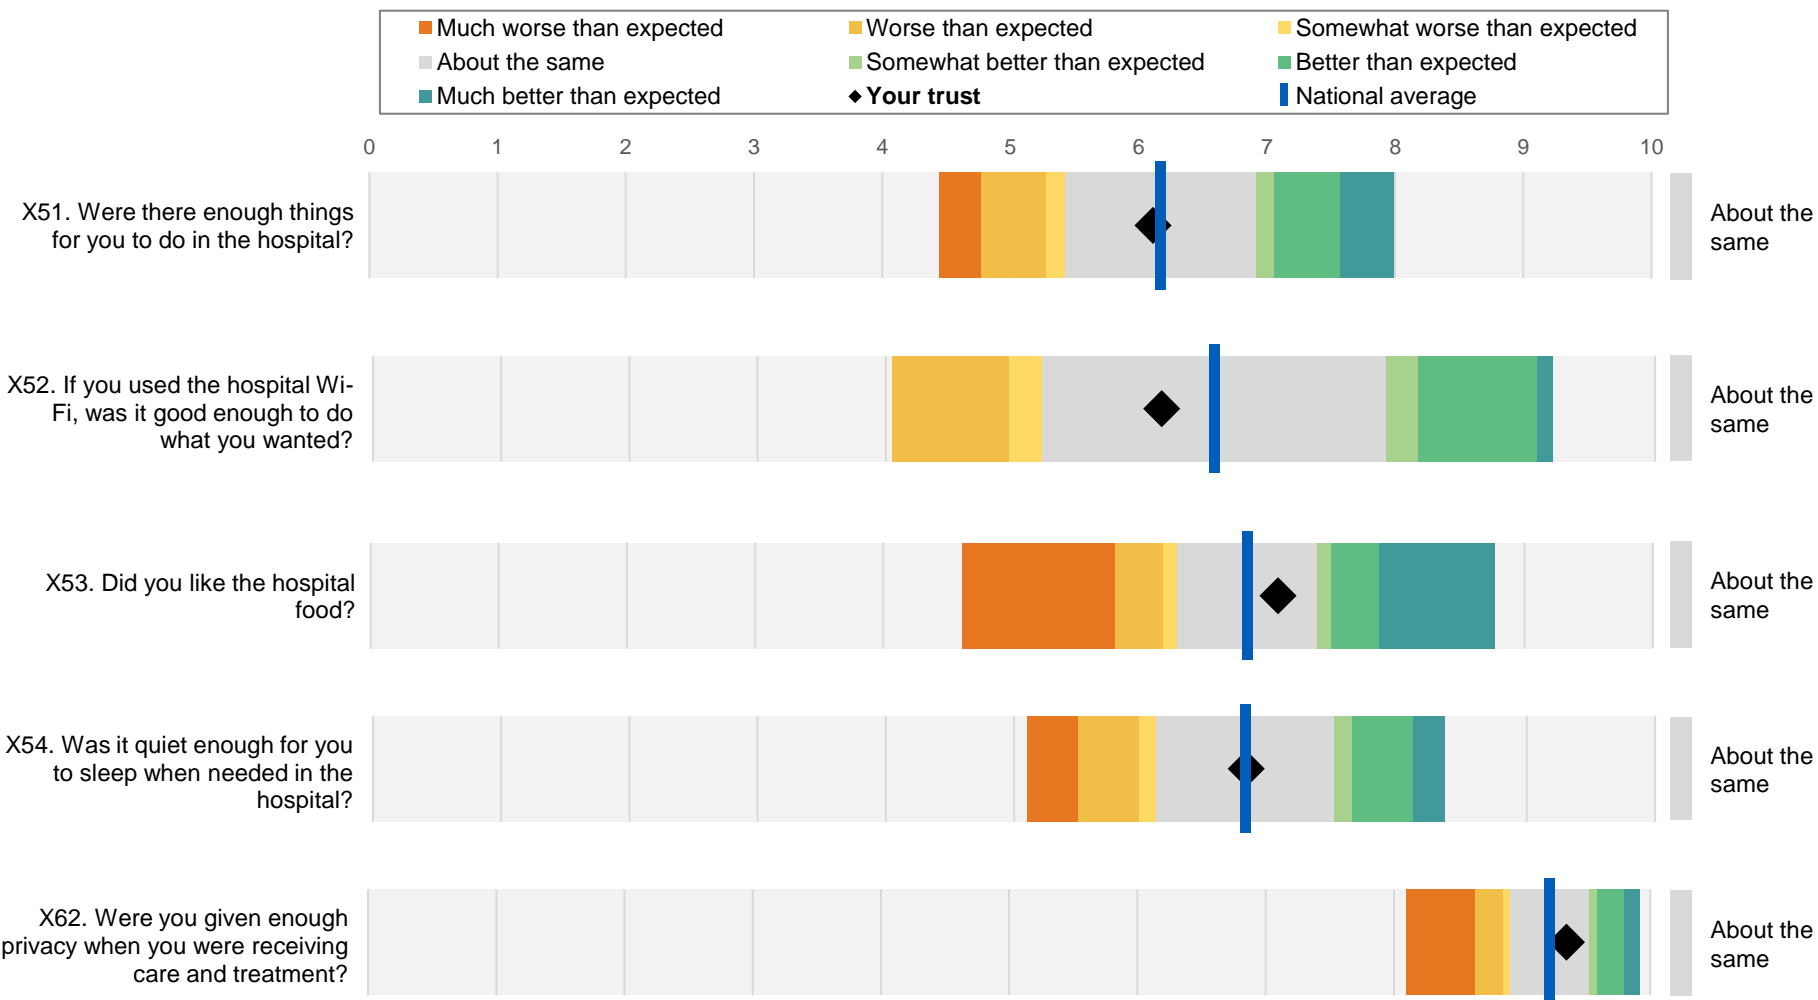 Much worse than expected
Worse than expected
Somewhat worse than expected
About the same
Somewhat better than expected
Better than expected
Much better than expected
Your trust
National average
0 1 2 3 4 5 6 7 8 9 10
X51. Were there enough things
for you to do in the hospital?
About the
same
X52. If you used the hospital Wi-
Fi, was it good enough to do
what you wanted?
About the
same
X53. Did you like the hospital
food?
About the
same
X54. Was it quiet enough for you
to sleep when needed in the
hospital?
About the
same
X62. Were you given enough
privacy when you were receiving
care and treatment?
About the
same